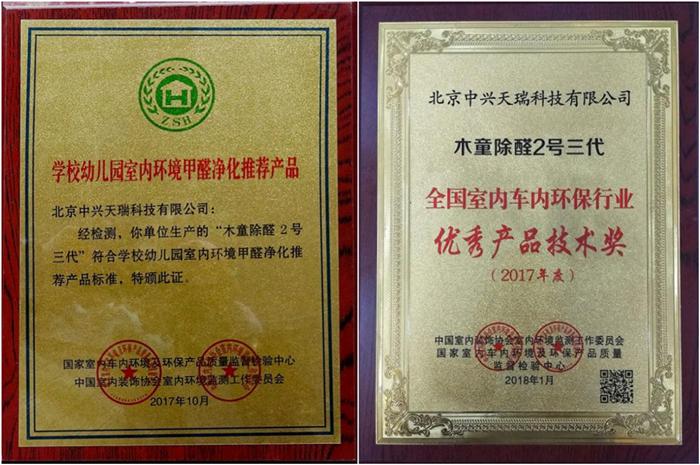 ZSH
学校幼儿园室内环境甲醛净化推荐产品
北京中兴天瑞科技有限公司：
经检测，你单位生产的“木童除醛2号
三代”符合学校幼儿园室内环境甲醛净化推
荐产品标准，特颁此证。
国家室内车内环境及环保产品质量监督检验中心
中国室内装饰协会室内环境监测工作委员会
2017年10月
北京中兴天瑞科技有限公司
木童除醛2号三代
全国室内车内环保行业
优秀产品技术奖
（2017年度）
中国室内装饰协会室内环境监测工作委员会
国家室内车内环境及环保产品质量
监督检验中心
2018年1月